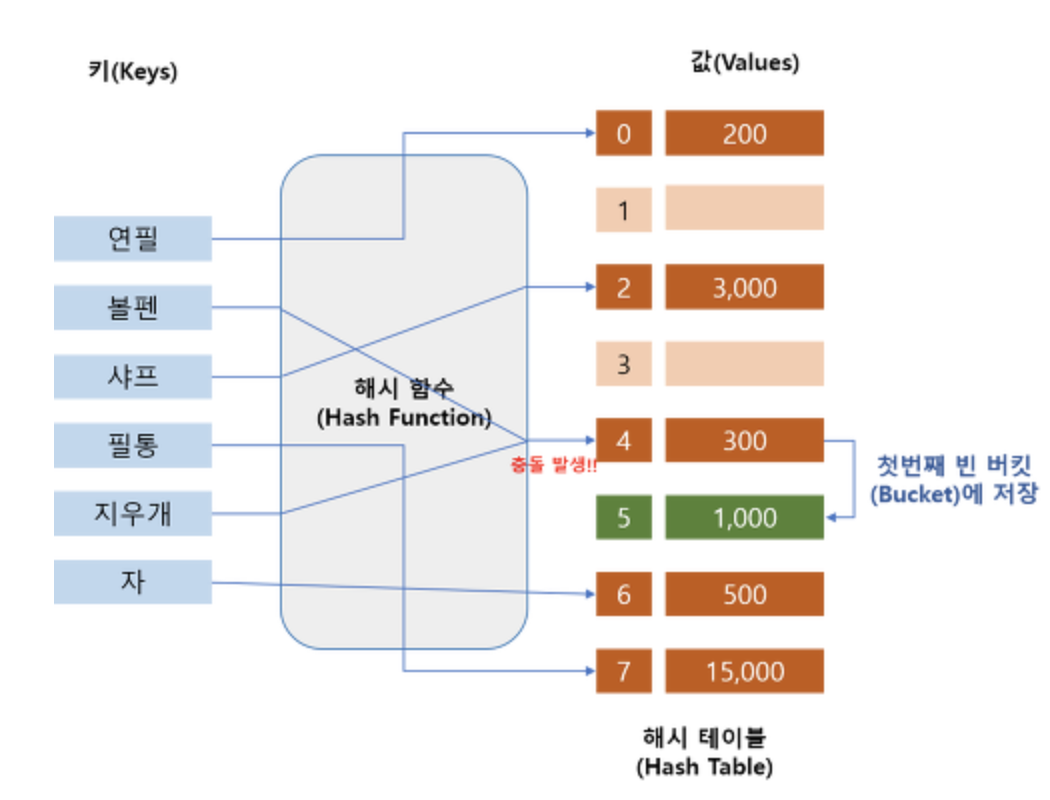 키(Keys)
값(Values)
연필
볼펜
샤프
필통
지우개
자
해시 함수
(Hash Function)
충돌 발생!!
0 200
1
2 3,000
3
4 300
5 1,000
6 500
7 15,000
첫번째 빈 버킷
(Bucket)에 저장
해시 테이블
(Hash Table)